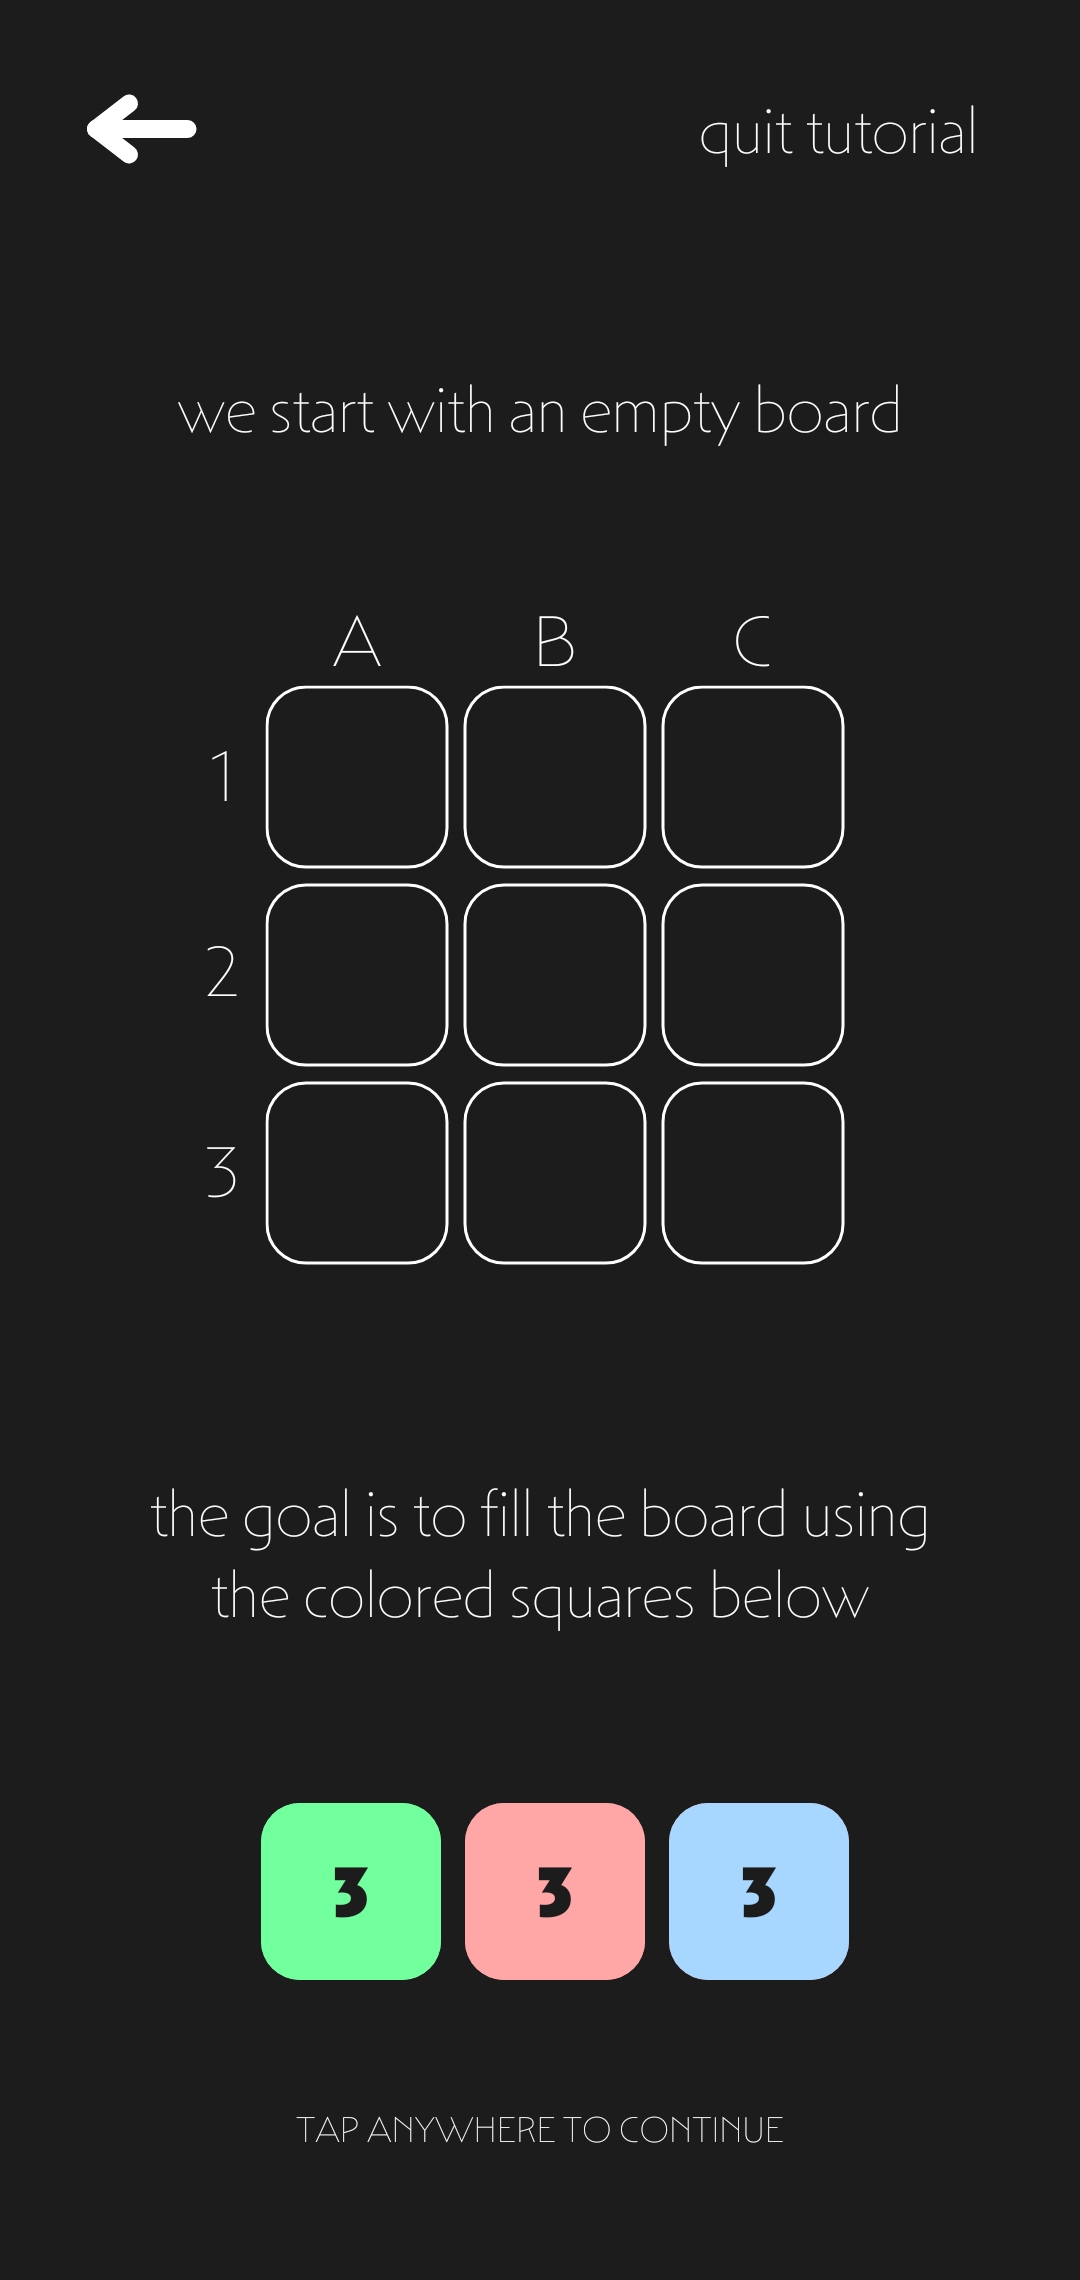 quit tutorial
we start with an empty board
A B C
1
2
3
the goal is to fill the board using
the colored squares below
3 3 3
TAP ANYWHERE TO CONTINUE